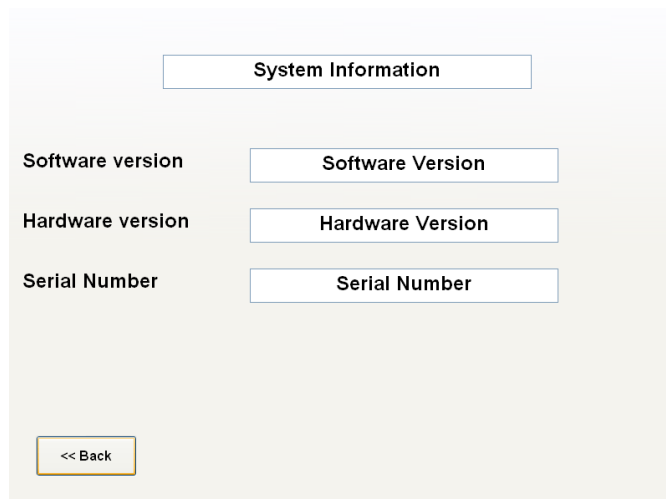 System Information
Software version Software Version
Hardware version Hardware Version
Serial Number Serial Number
<< Back